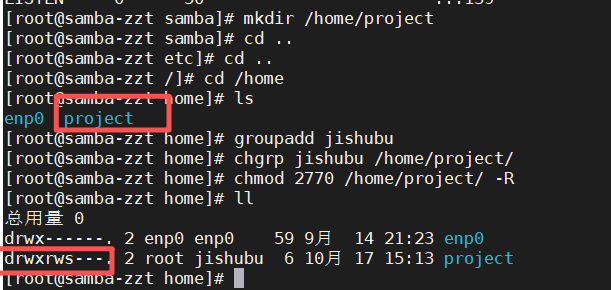 [root@samba-zzt samba]# mkdir /home/project
[root@samba-zzt samba]# cd ..
[root@samba-zzt etc]# cd ..
[root@samba-zzt /]# cd /home
[root@samba-zzt home]# ls
enp0 project
[root@samba-zzt home]# groupadd jishubu
[root@samba-zzt home]# chgrp jishubu /home/project/
[root@samba-zzt home]# chmod 2770 /home/project/ -R
[root@samba-zzt home]# ll
总用量 0
drwx------. 2 enp0 enp0    59 9月  14 21:23 enp0
drwxrws---. 2 root jishubu  6 10月 17 15:13 project
[root@samba-zzt home]#